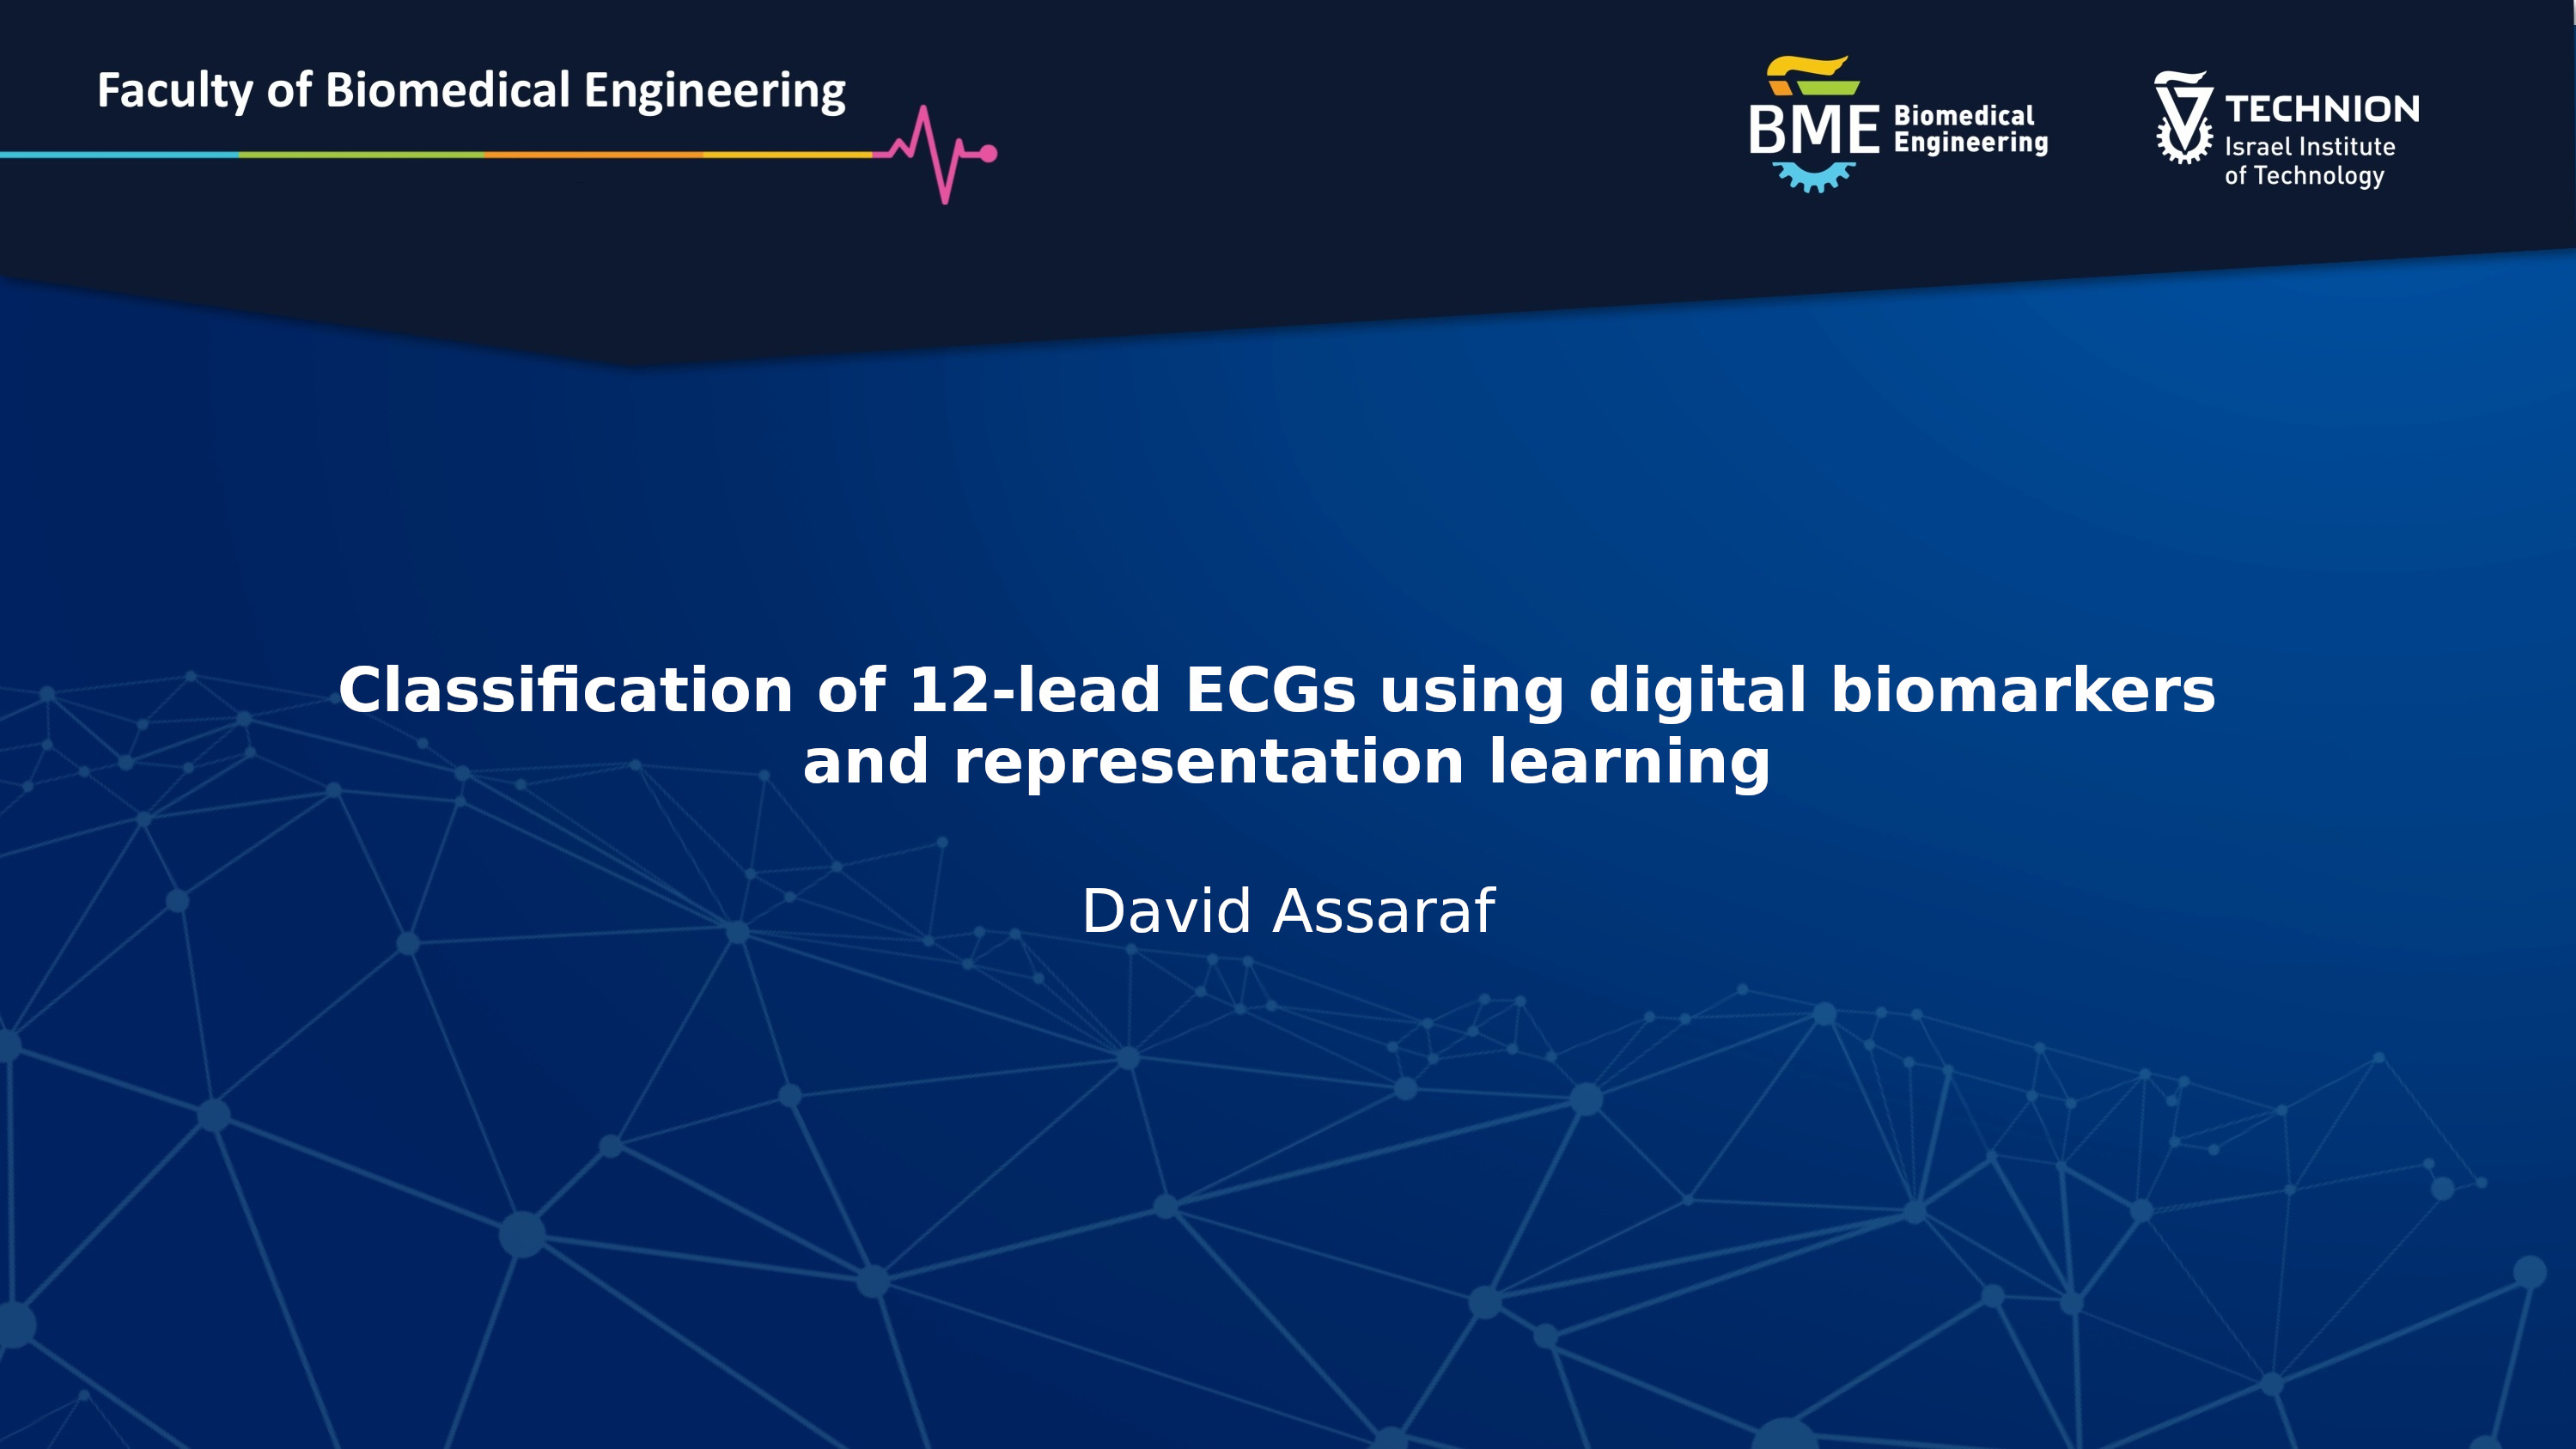 Faculty of Biomedical Engineering
BME Biomedical
Engineering
TECHNION
Israel Institute
of Technology
Classification of 12-lead ECGs using digital biomarkers
and representation learning
David Assaraf